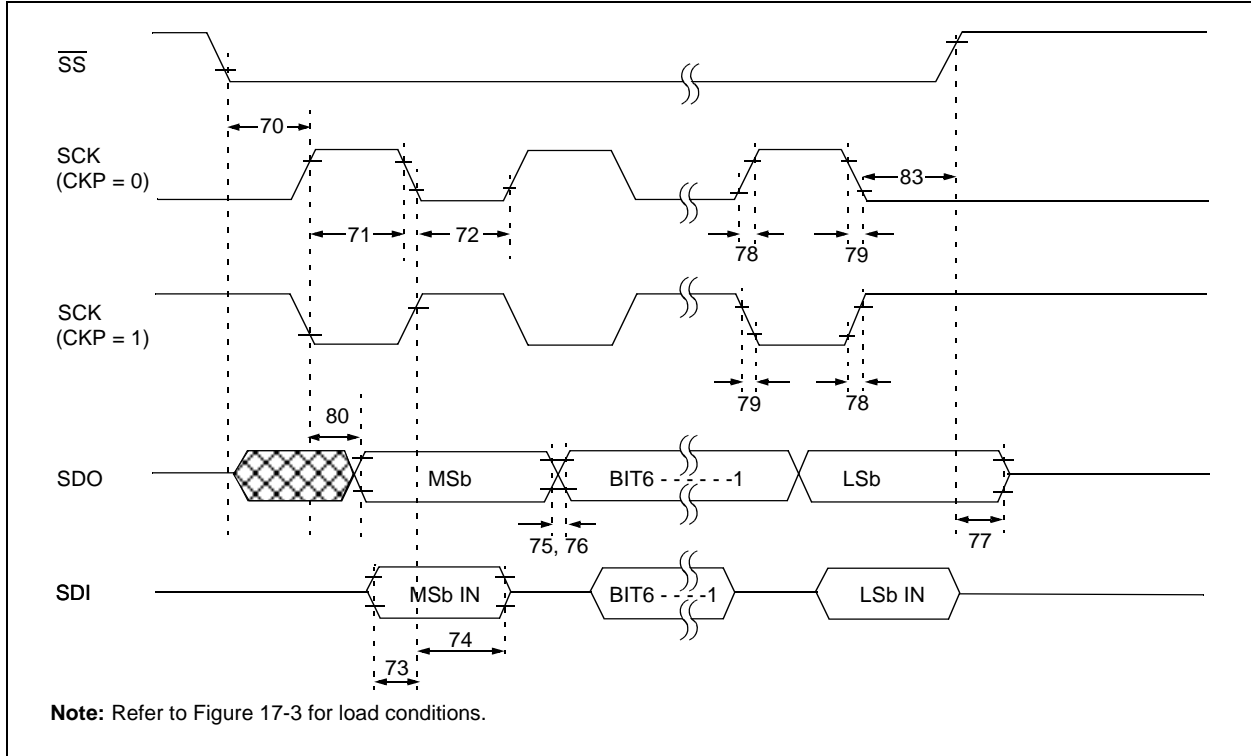 SS
70
SCK
(CKP = 0)
83
71
72
78
79
SCK
(CKP = 1)
79
78
80
SDO
MSb
BIT6 - - - - - -1
LSb
75, 76
77
SDI
MSb IN
BIT6 - - - -1
LSb IN
74
73
Note: Refer to Figure 17-3 for load conditions.